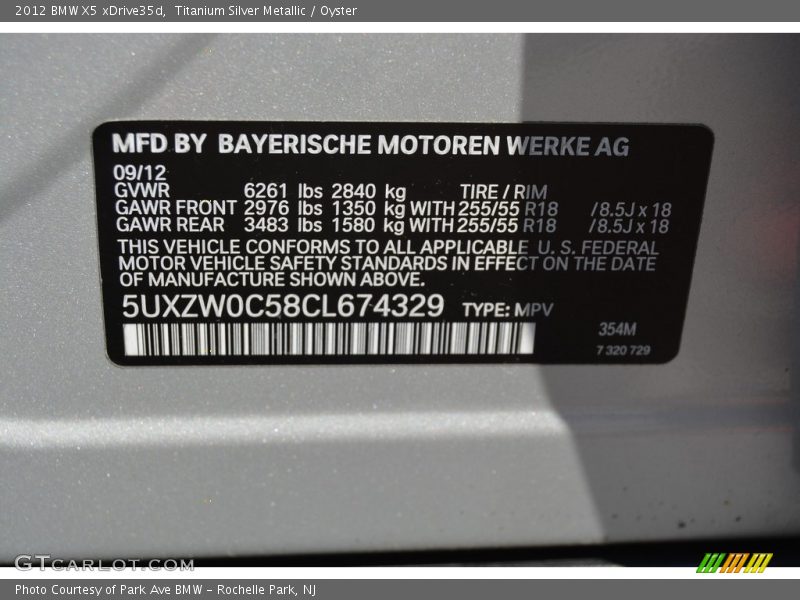 2012 BMW X5 xDrive35d,  Titanium Silver Metallic / Oyster
MFD BY BAYERISCHE MOTOREN WERKE AG
09/12
GVWR 6261 lbs 2840 kg TIRE / RIM
GAWR FRONT 2976 lbs 1350 kg WITH 255/55 R18 /8.5J x 18
GAWR REAR 3483 lbs 1580 kg WITH 255/55 R18 /8.5J x 18
THIS VEHICLE CONFORMS TO ALL APPLICABLE U. S. FEDERAL
MOTOR VEHICLE SAFETY STANDARDS IN EFFECT ON THE DATE
OF MANUFACTURE SHOWN ABOVE.
5UXZW0C58CL674329 TYPE: MPV
354M
7 320 729
GTCARLOT.COM
Photo Courtesy of Park Ave BMW - Rochelle Park, NJ